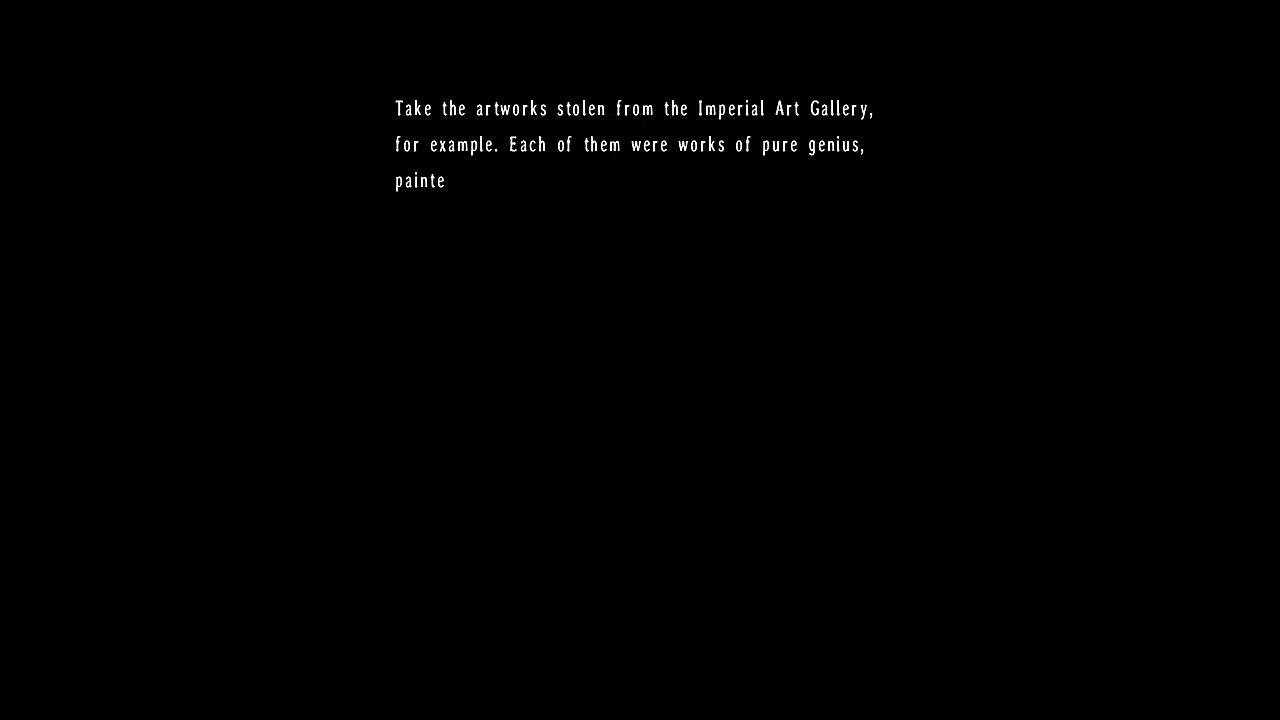 Take the artworks stolen from the Imperial Art Gallery,
for example. Each of them were works of pure genius,
painte